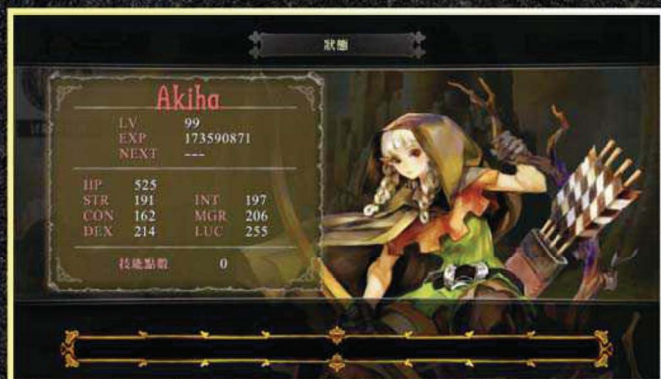 狀態
Akiha
LV 99
EXP 173590871
NEXT ---
HP 525
STR 191 INT 197
CON 162 MGR 206
DEX 214 LUC 255
技能點數 0